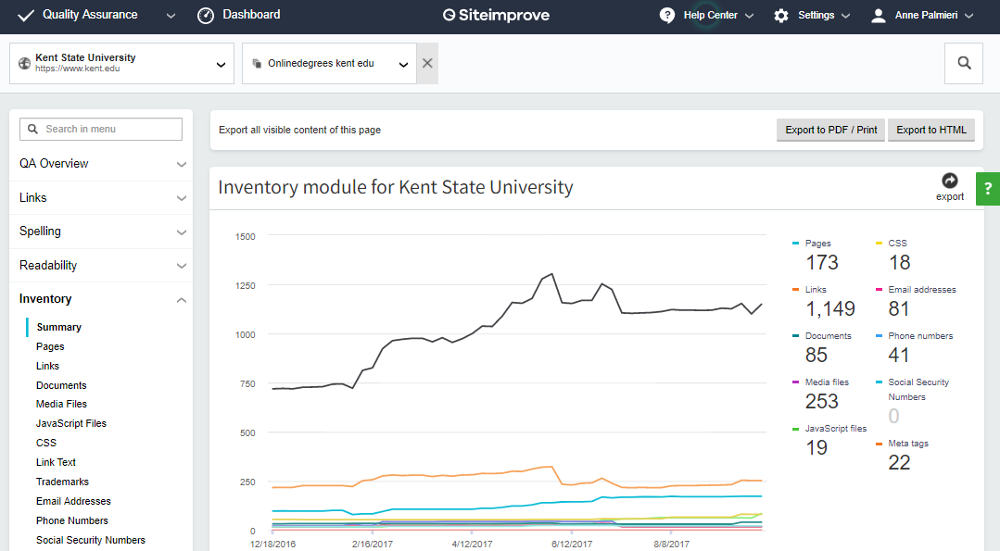 Quality Assurance
Dashboard
Siteimprove
Help Center
Settings
Anne Palmieri
Kent State University
https://www.kent.edu
Onlinedegrees kent edu
Search in menu
QA Overview
Links
Spelling
Readability
Inventory
Summary
Pages
Links
Documents
Media Files
JavaScript Files
CSS
Link Text
Trademarks
Email Addresses
Phone Numbers
Social Security Numbers
Export all visible content of this page
Export to PDF / Print
Export to HTML
Inventory module for Kent State University
export
?
1500
1250
1000
750
500
250
0
12/18/2016
2/16/2017
4/12/2017
6/12/2017
8/8/2017
Pages
173
Links
1,149
Documents
85
Media files
253
JavaScript files
19
CSS
18
Email addresses
81
Phone numbers
41
Social Security
Numbers
0
Meta tags
22